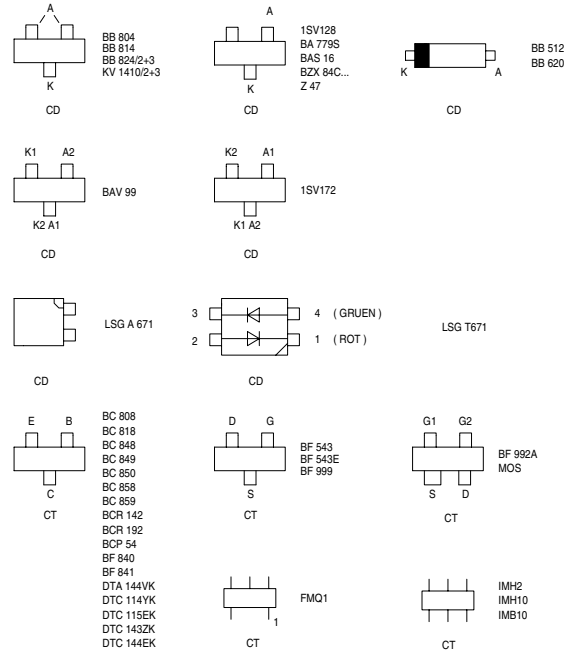 A
BB 804
BB 814
BB 824/2+3
KV 1410/2+3
K
CD
A
1SV128
BA 779S
BAS 16
BZX 84C...
Z 47
K
CD
K
A
BB 512
BB 620
CD
K1 A2
BAV 99
K2 A1
CD
K2 A1
1SV172
K1 A2
CD
LSG A 671
CD
3
4 ( GRUEN )
2
1 ( ROT )
CD
LSG T671
E B
C
CT
BC 808
BC 818
BC 848
BC 849
BC 850
BC 858
BC 859
BCR 142
BCR 192
BCP 54
BF 840
BF 841
DTA 144VK
DTC 114YK
DTC 115EK
DTC 143ZK
DTC 144EK
D G
BF 543
BF 543E
BF 999
S
CT
G1 G2
BF 992A
MOS
S D
CT
FMQ1
1
CT
IMH2
IMH10
IMB10
CT